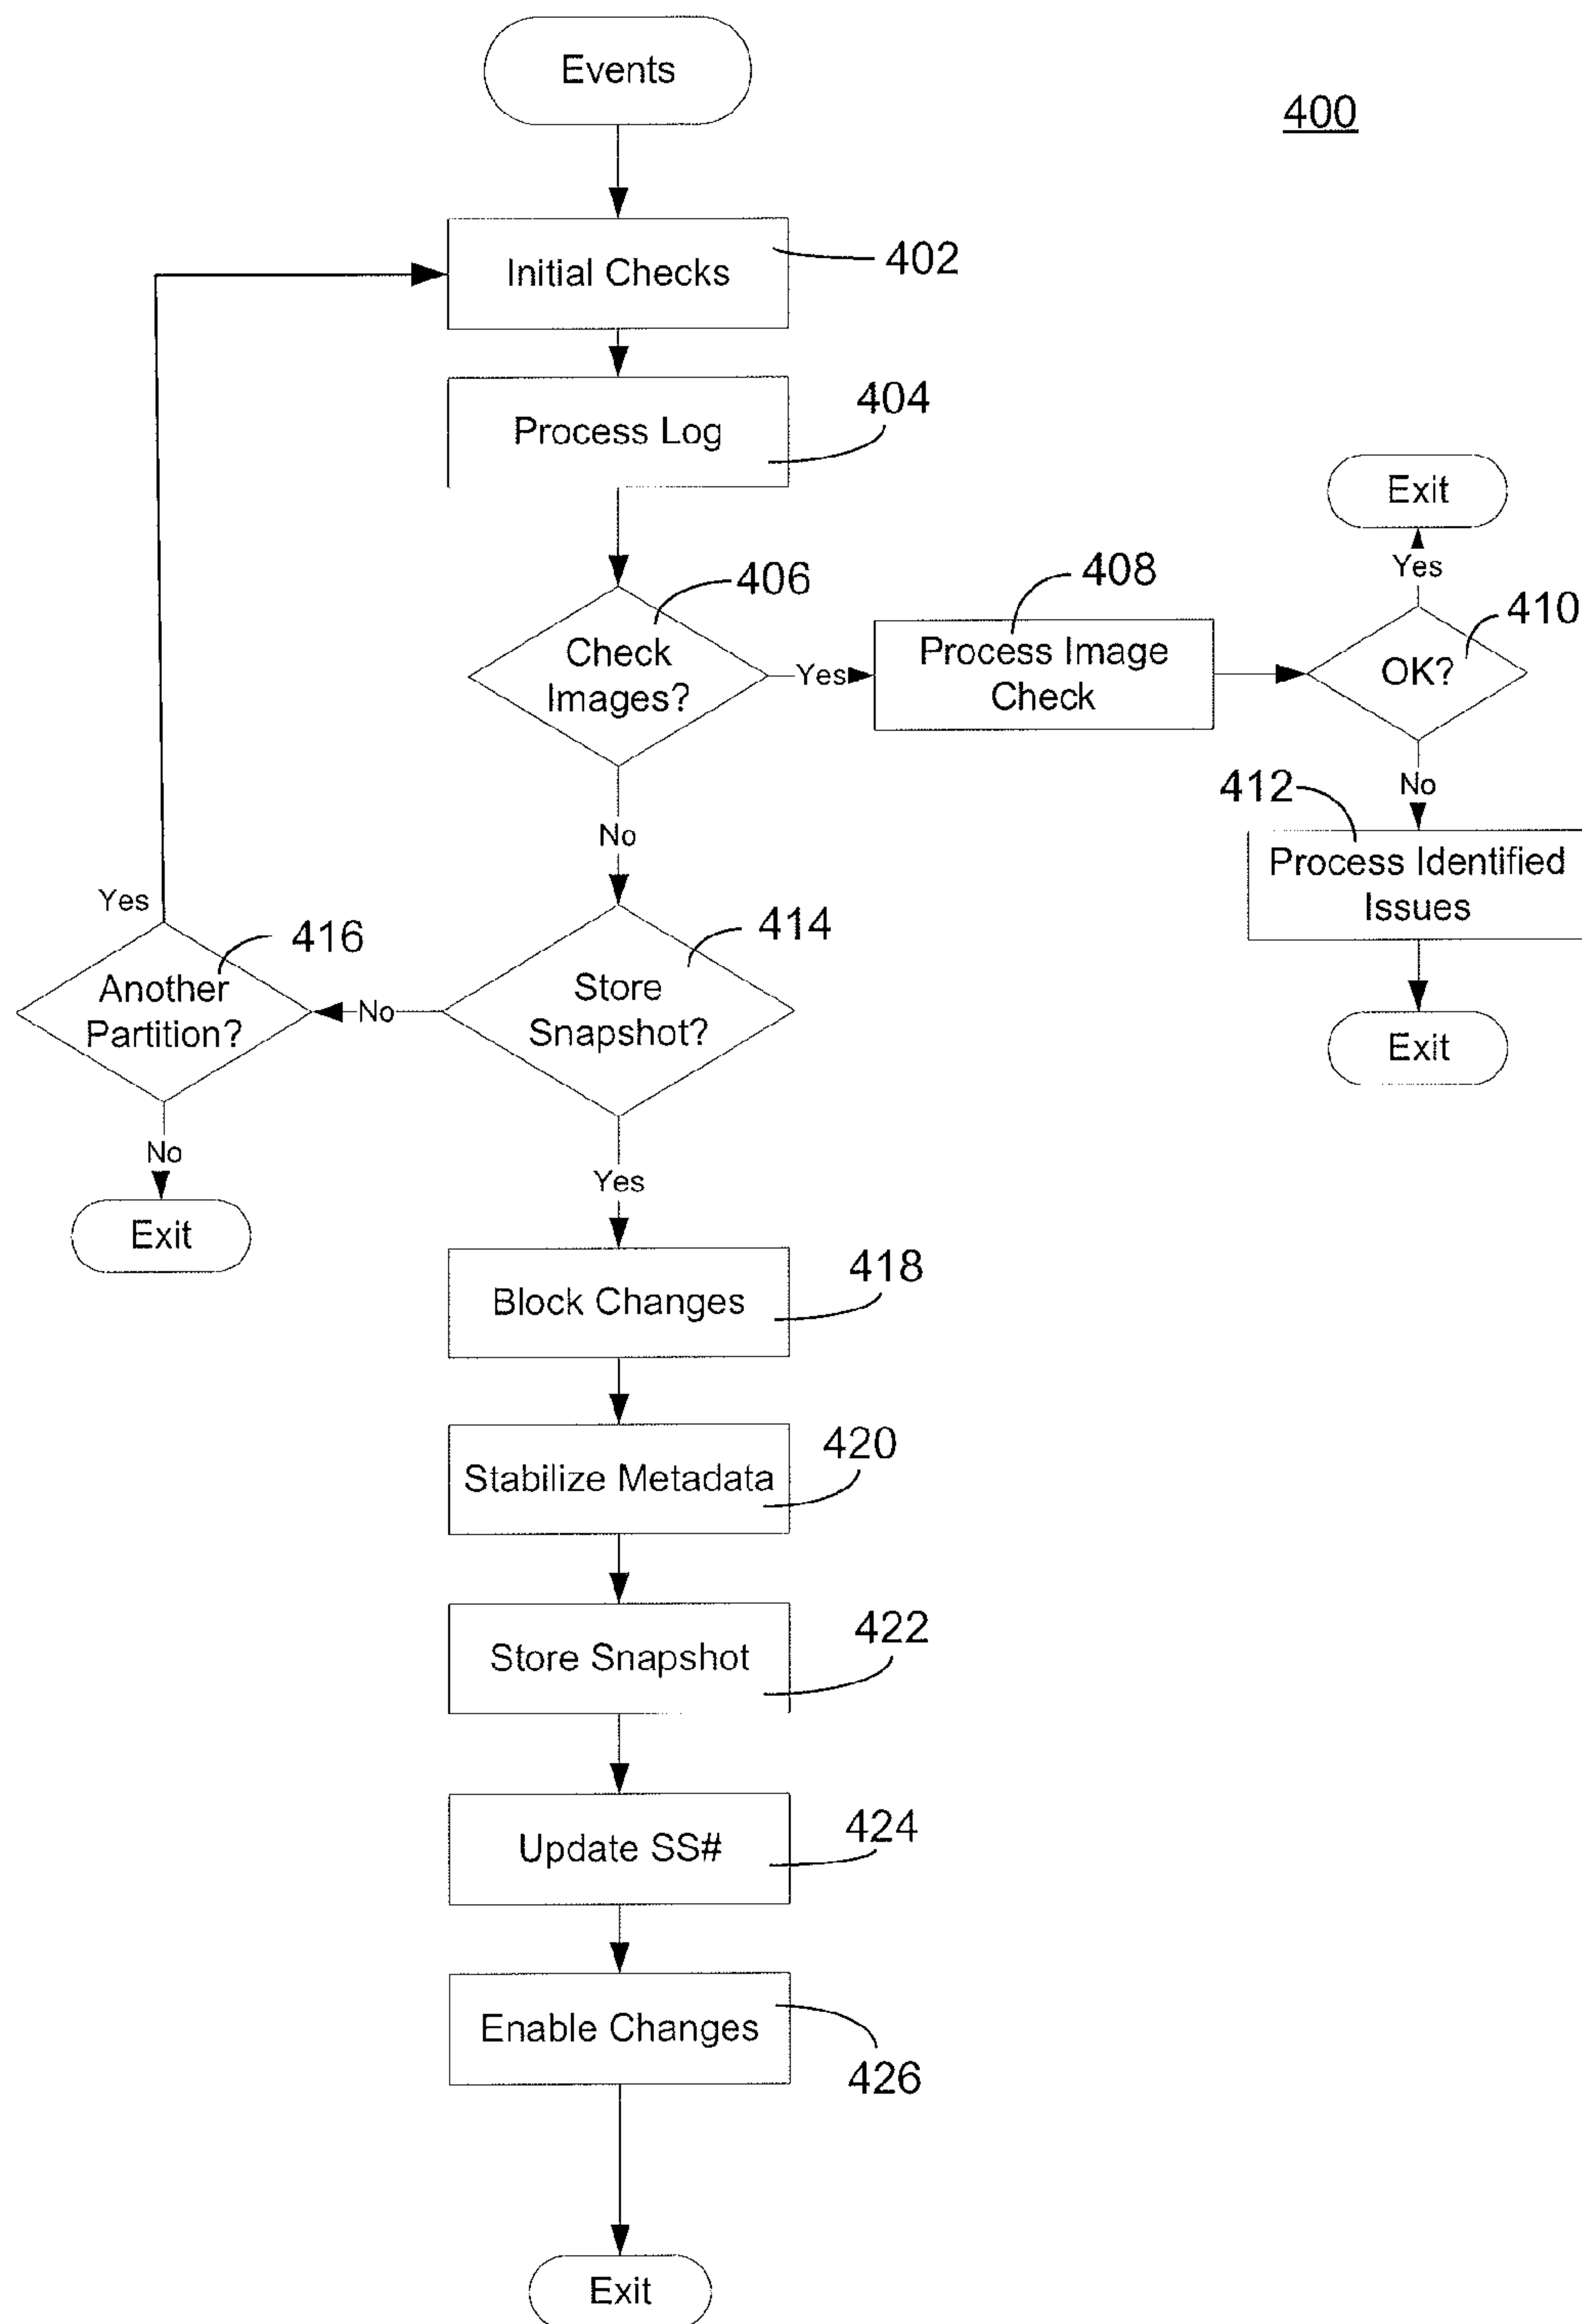 Events
400
Initial Checks
402
Process Log
404
Exit
Yes
406
408
410
Check
Images?
Yes
Process Image
Check
OK?
No
412
Process Identified
Issues
No
Yes
416
414
Another
Partition?
No
Store
Snapshot?
Exit
No
Yes
Exit
Block Changes
418
Stabilize Metadata
420
Store Snapshot
422
Update SS#
424
Enable Changes
426
Exit